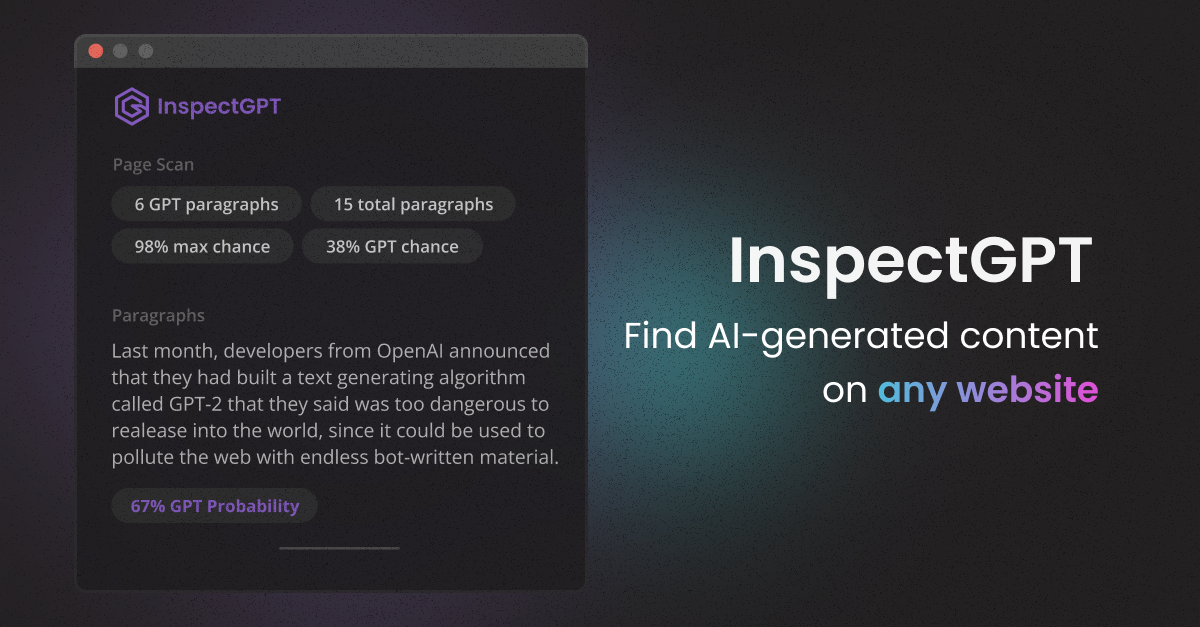 InspectGPT
Page Scan
6 GPT paragraphs
15 total paragraphs
98% max chance
38% GPT chance
Paragraphs
Last month, developers from OpenAI announced
that they had built a text generating algorithm
called GPT-2 that they said was too dangerous to
realease into the world, since it could be used to
pollute the web with endless bot-written material.
67% GPT Probability
InspectGPT
Find AI-generated content
on any website